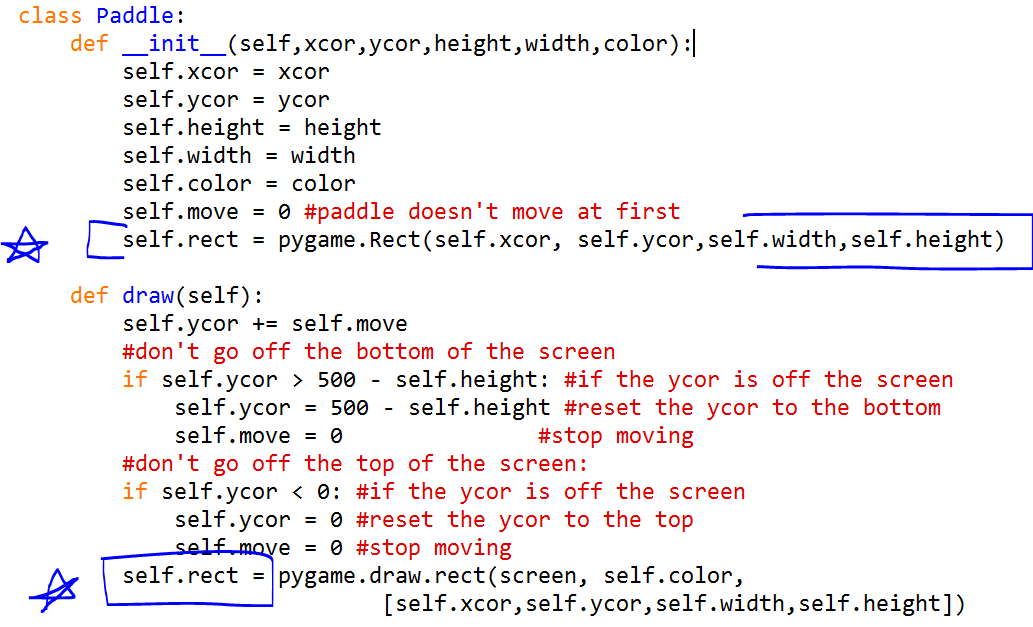 class Paddle:
    def __init__(self,xcor,ycor,height,width,color):
        self.xcor = xcor
        self.ycor = ycor
        self.height = height
        self.width = width
        self.color = color
        self.move = 0 #paddle doesn't move at first
        self.rect = pygame.Rect(self.xcor, self.ycor,self.width,self.height)
    def draw(self):
        self.ycor += self.move
        #don't go off the bottom of the screen
        if self.ycor > 500 - self.height: #if the ycor is off the screen
            self.ycor = 500 - self.height #reset the ycor to the bottom
            self.move = 0               #stop moving
        #don't go off the top of the screen:
        if self.ycor < 0: #if the ycor is off the screen
            self.ycor = 0 #reset the ycor to the top
            self.move = 0 #stop moving
        self.rect = pygame.draw.rect(screen, self.color,
                            [self.xcor,self.ycor,self.width,self.height])